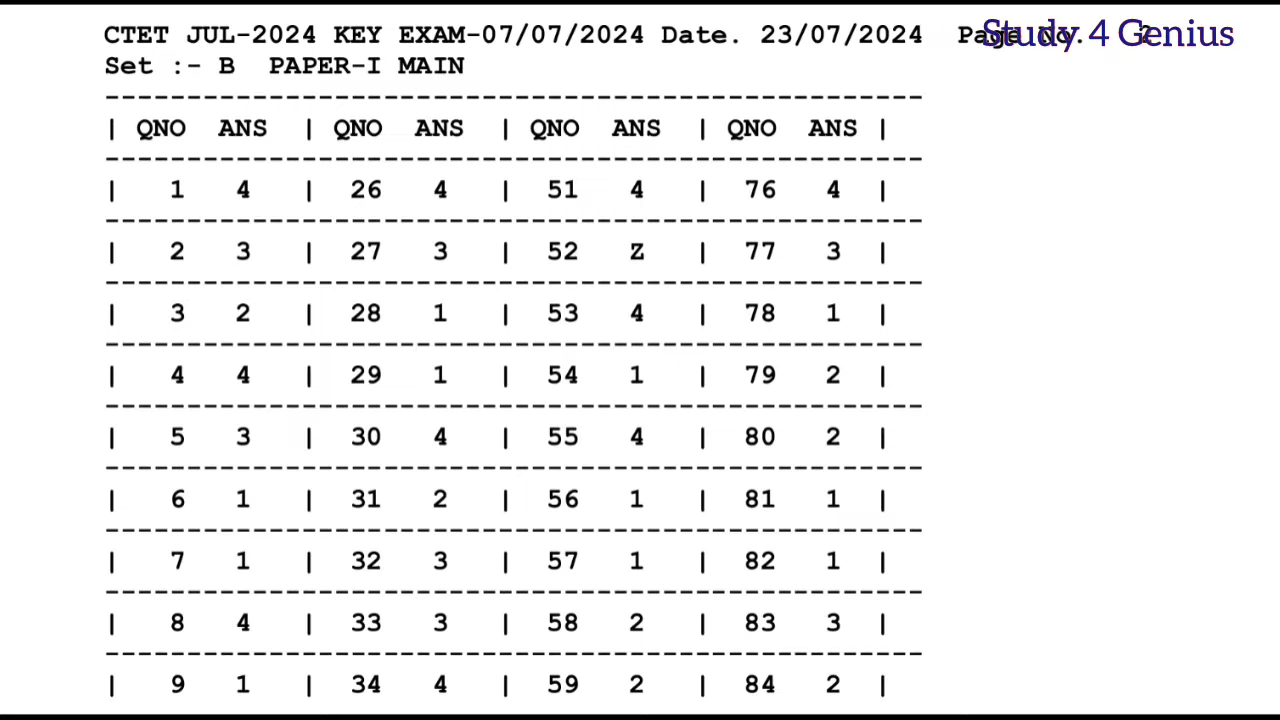 CTET JUL-2024 KEY EXAM-07/07/2024 Date. 23/07/2024 Page No. 2
Study 4 Genius
Set :- B PAPER-I MAIN
-------------------------------------------------- 
| QNO ANS | QNO ANS | QNO ANS | QNO ANS |
--------------------------------------------------
| 1 4 | 26 4 | 51 4 | 76 4 |
--------------------------------------------------
| 2 3 | 27 3 | 52 Z | 77 3 |
--------------------------------------------------
| 3 2 | 28 1 | 53 4 | 78 1 |
--------------------------------------------------
| 4 4 | 29 1 | 54 1 | 79 2 |
--------------------------------------------------
| 5 3 | 30 4 | 55 4 | 80 2 |
--------------------------------------------------
| 6 1 | 31 2 | 56 1 | 81 1 |
--------------------------------------------------
| 7 1 | 32 3 | 57 1 | 82 1 |
--------------------------------------------------
| 8 4 | 33 3 | 58 2 | 83 3 |
--------------------------------------------------
| 9 1 | 34 4 | 59 2 | 84 2 |